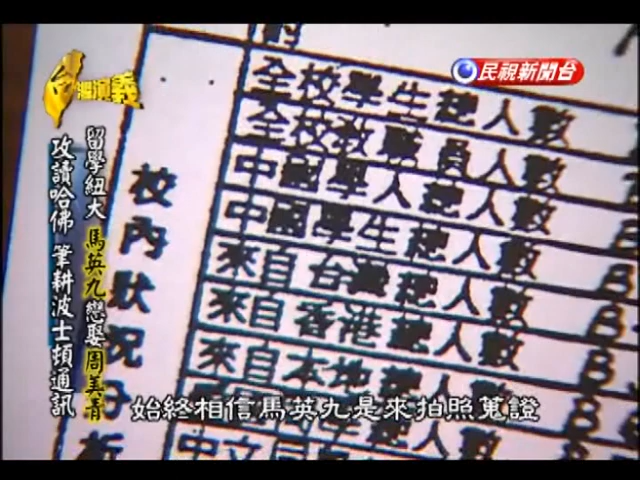 民視新聞台
台灣演義
留學紐大 馬英九戀娶周美青
攻讀哈佛 筆耕波士頓通訊
校內狀況分析
全校學生總人數
全校教職員人數
中國學人總人數
中國學生總人數
來自台灣總人數
來自香港總人數
來自本地總人數
始終相信馬英九是來拍照蒐證